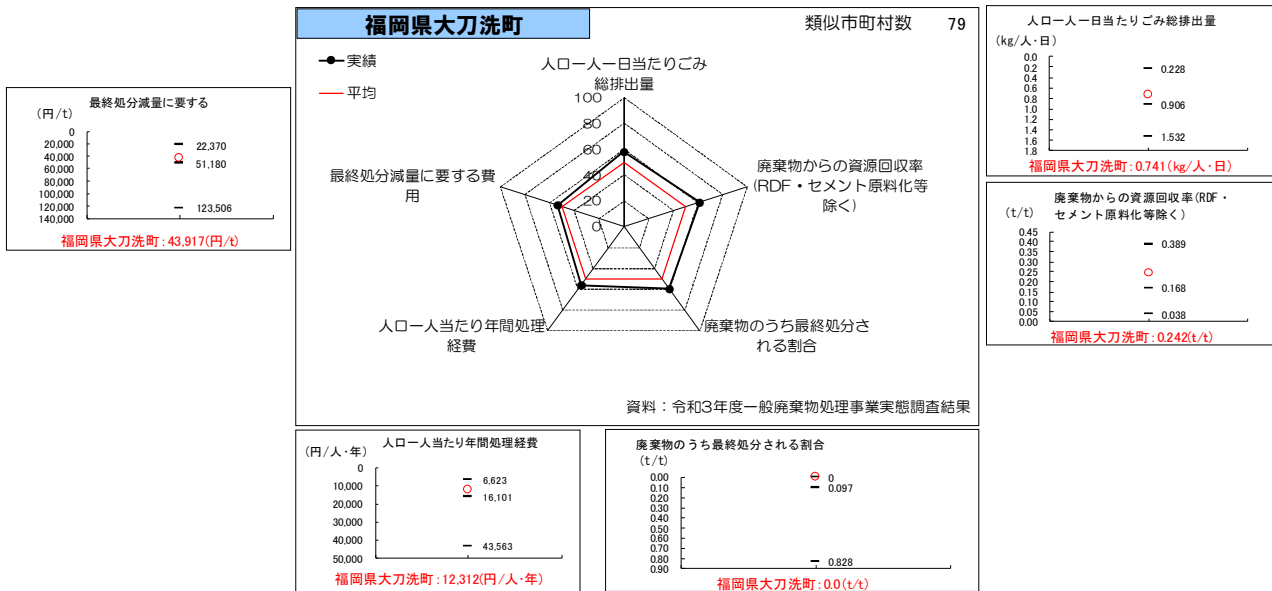 福岡県大刀洗町
類似市町村数 79
実績
平均
人口一人一日当たりごみ
総排出量
100
80
60
40
20
0
廃棄物からの資源回収率
(RDF・セメント原料化等
除く)
廃棄物のうち最終処分さ
れる割合
人口一人当たり年間処理
経費
最終処分減量に要する費
用
資料：令和3年度一般廃棄物処理事業実態調査結果
最終処分減量に要する
(円/t)
0
20,000
40,000
60,000
80,000
100,000
120,000
140,000
22,370
51,180
123,506
福岡県大刀洗町:43,917(円/t)
人口一人一日当たりごみ総排出量
(kg/人・日)
0.0
0.2
0.4
0.6
0.8
1.0
1.2
1.4
1.6
1.8
0.228
0.906
1.532
福岡県大刀洗町:0.741(kg/人・日)
廃棄物からの資源回収率(RDF・
セメント原料化等除く)
(t/t)
0.45
0.40
0.35
0.30
0.25
0.20
0.15
0.10
0.05
0.00
0.389
0.168
0.038
福岡県大刀洗町:0.242(t/t)
人口一人当たり年間処理経費
(円/人・年)
0
10,000
20,000
30,000
40,000
50,000
6,623
16,101
43,563
福岡県大刀洗町:12,312(円/人・年)
廃棄物のうち最終処分される割合
(t/t)
0.00
0.10
0.20
0.30
0.40
0.50
0.60
0.70
0.80
0.90
0
0.097
0.828
福岡県大刀洗町:0.0(t/t)